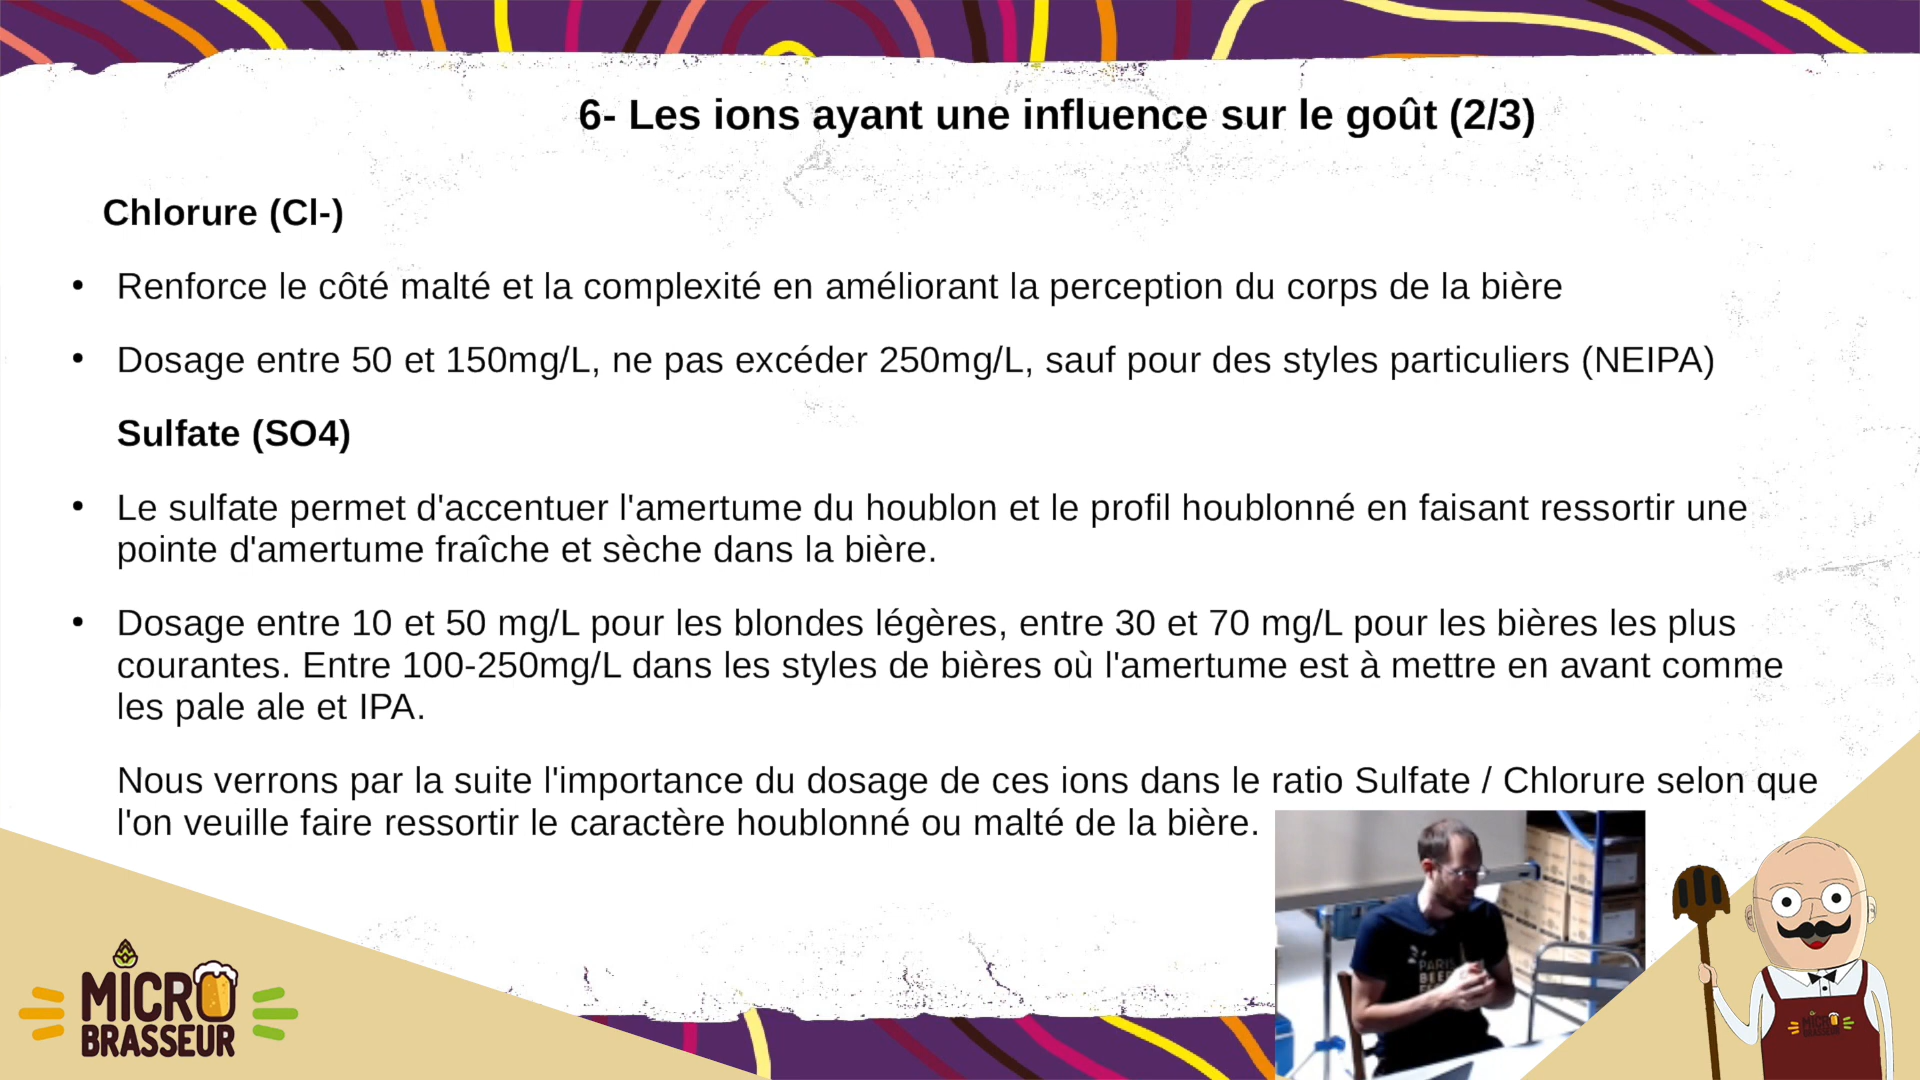 6- Les ions ayant une influence sur le goût (2/3)
Chlorure (Cl-)
• Renforce le côté malté et la complexité en améliorant la perception du corps de la bière
• Dosage entre 50 et 150mg/L, ne pas excéder 250mg/L, sauf pour des styles particuliers (NEIPA)
Sulfate (SO4)
• Le sulfate permet d'accentuer l'amertume du houblon et le profil houblonné en faisant ressortir une
pointe d'amertume fraîche et sèche dans la bière.
• Dosage entre 10 et 50 mg/L pour les blondes légères, entre 30 et 70 mg/L pour les bières les plus
courantes. Entre 100-250mg/L dans les styles de bières où l'amertume est à mettre en avant comme
les pale ale et IPA.
Nous verrons par la suite l'importance du dosage de ces ions dans le ratio Sulfate / Chlorure selon que
l'on veuille faire ressortir le caractère houblonné ou malté de la bière.
MICRO
BRASSEUR
PARIS
BEER
MICRO
BRASSEUR